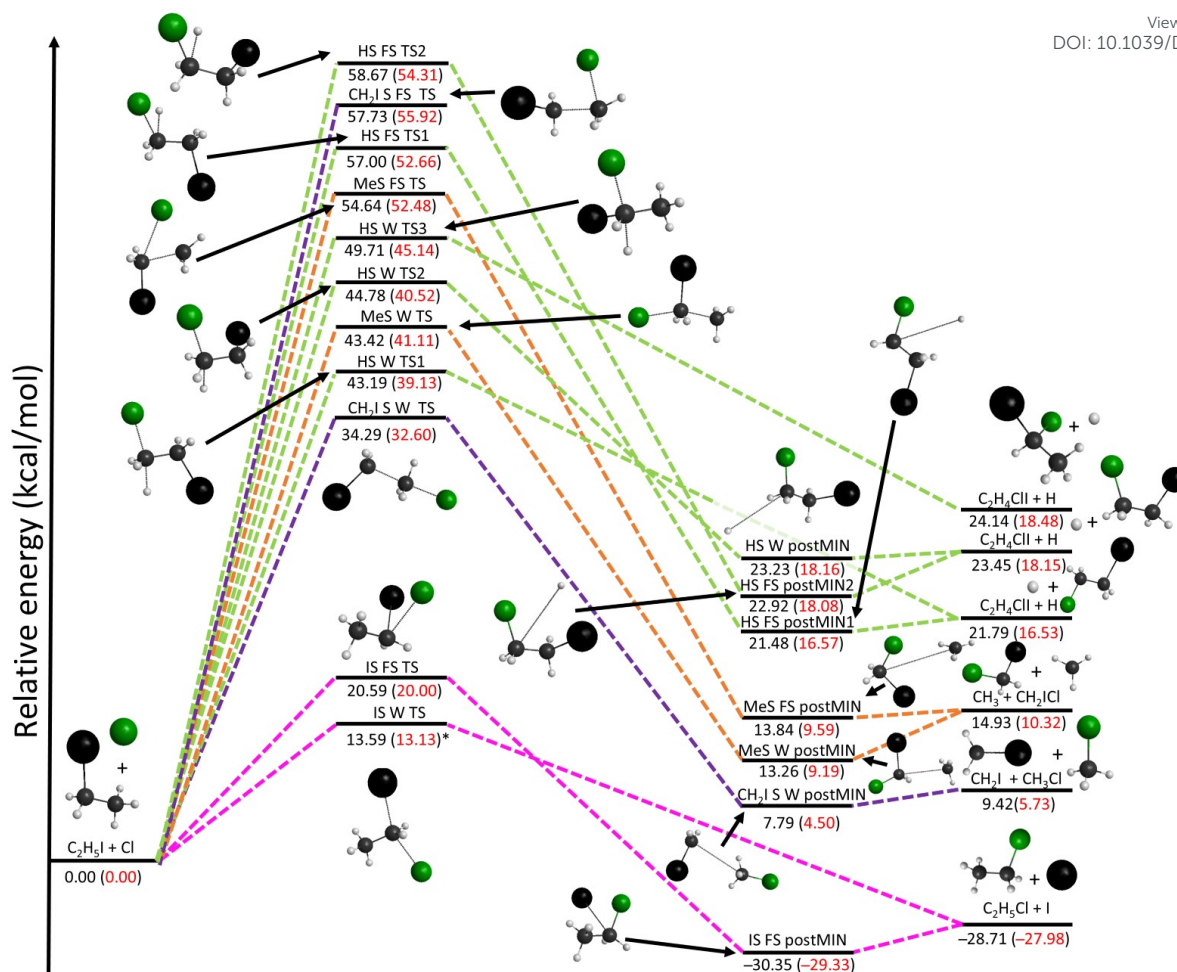 View
DOI: 10.1039/D
Relative energy (kcal/mol)
HS FS TS2
58.67 (54.31)
CH₂I S FS TS
57.73 (55.92)
HS FS TS1
57.00 (52.66)
MeS FS TS
54.64 (52.48)
HS W TS3
49.71 (45.14)
HS W TS2
44.78 (40.52)
MeS W TS
43.42 (41.11)
HS W TS1
43.19 (39.13)
CH₂I S W TS
34.29 (32.60)
IS FS TS
20.59 (20.00)
IS W TS
13.59 (13.13)*
+
C₂H₅I + Cl
0.00 (0.00)
HS W postMIN
23.23 (18.16)
HS FS postMIN2
22.92 (18.08)
HS FS postMIN1
21.48 (16.57)
MeS FS postMIN
13.84 (9.59)
MeS W postMIN
13.26 (9.19)
CH₂I S W postMIN
7.79 (4.50)
IS FS postMIN
−30.35 (−29.33)
+
C₂H₄ClI + H
24.14 (18.48)
+
C₂H₄ClI + H
23.45 (18.15)
+
C₂H₄ClI + H
21.79 (16.53)
+
CH₃ + CH₂ICl
14.93 (10.32)
+
CH₂I + CH₃Cl
9.42(5.73)
+
C₂H₅Cl + I
−28.71 (−27.98)